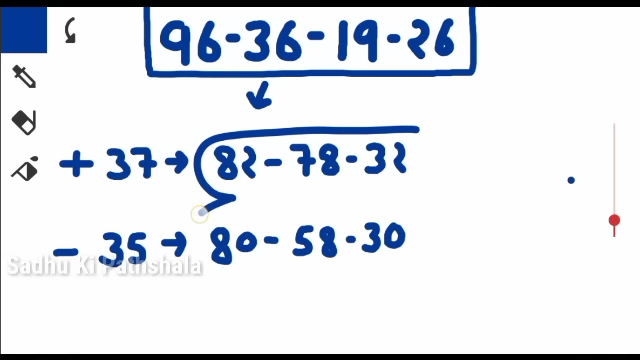 96-36-19-26
+ 37 → 82-78-32
- 35 → 80-58-30
Sadhu Ki Pathshala